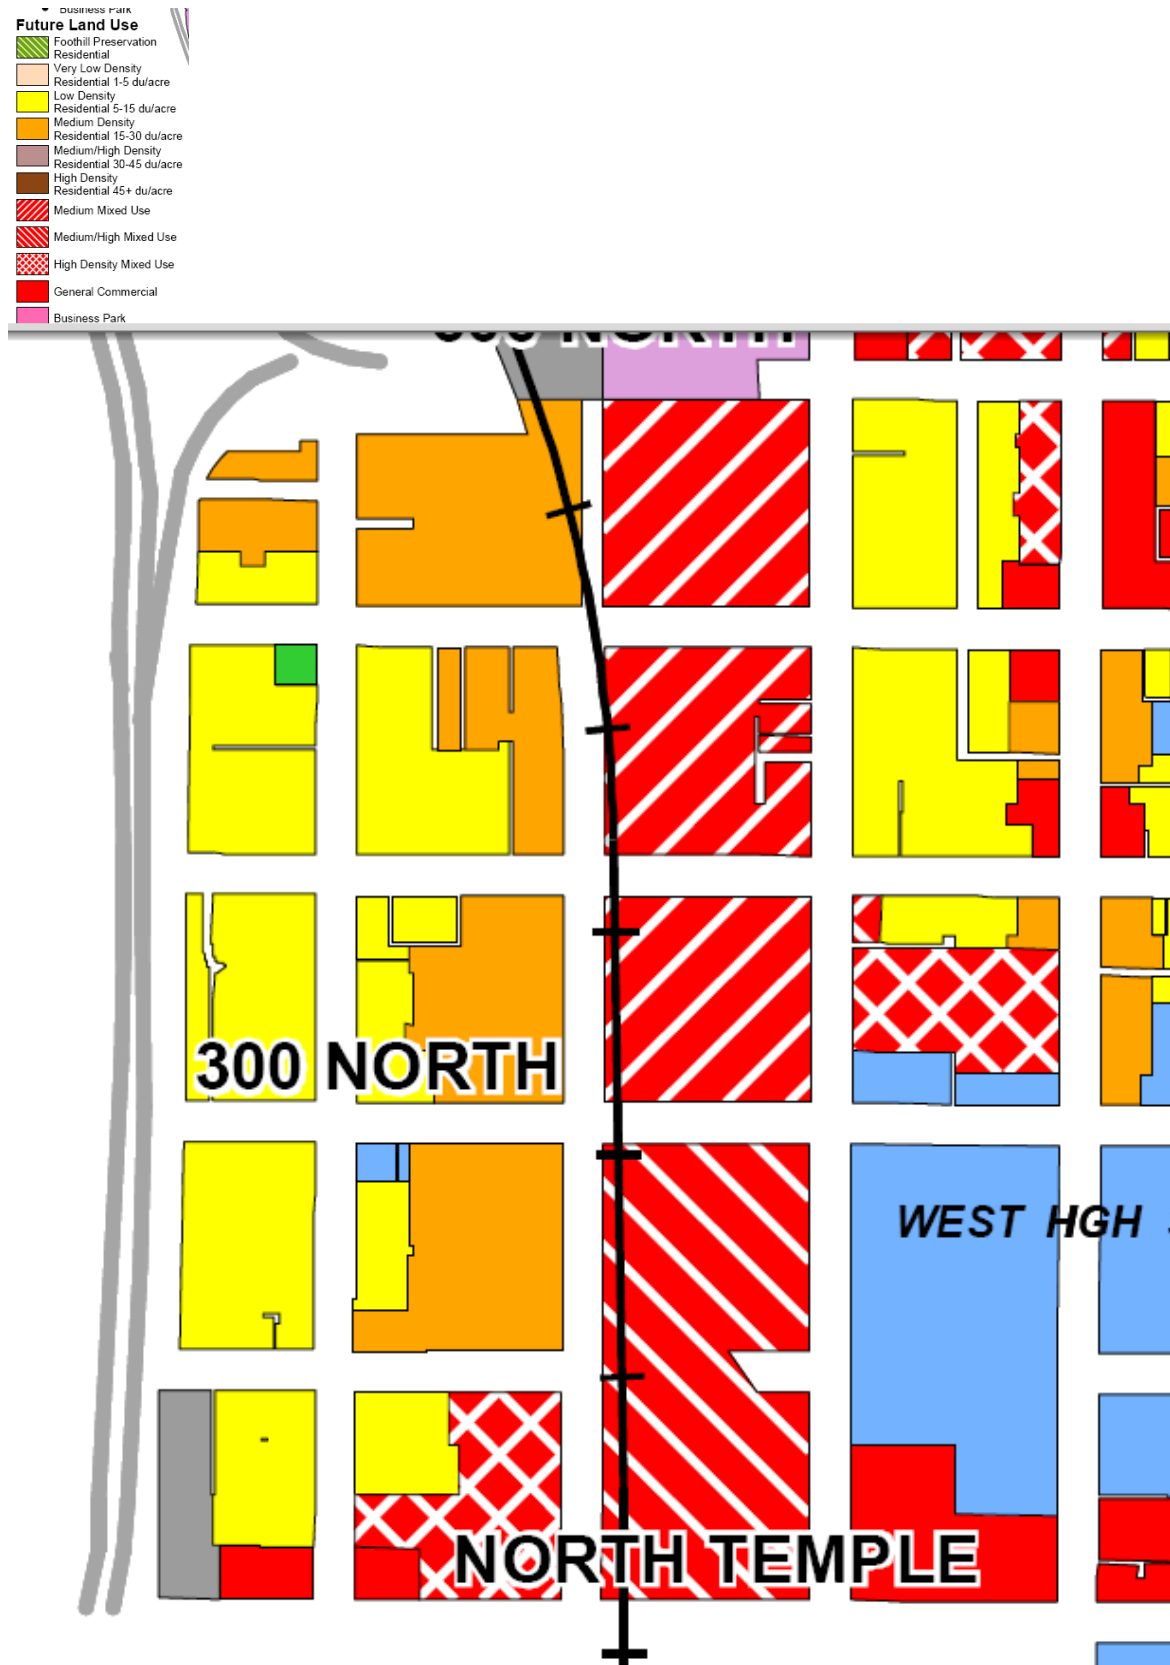 Business Park
Future Land Use
Foothill Preservation
Residential
Very Low Density
Residential 1-5 du/acre
Low Density
Residential 5-15 du/acre
Medium Density
Residential 15-30 du/acre
Medium/High Density
Residential 30-45 du/acre
High Density
Residential 45+ du/acre
Medium Mixed Use
Medium/High Mixed Use
High Density Mixed Use
General Commercial
Business Park
NORTH
300 NORTH
WEST HGH
NORTH TEMPLE